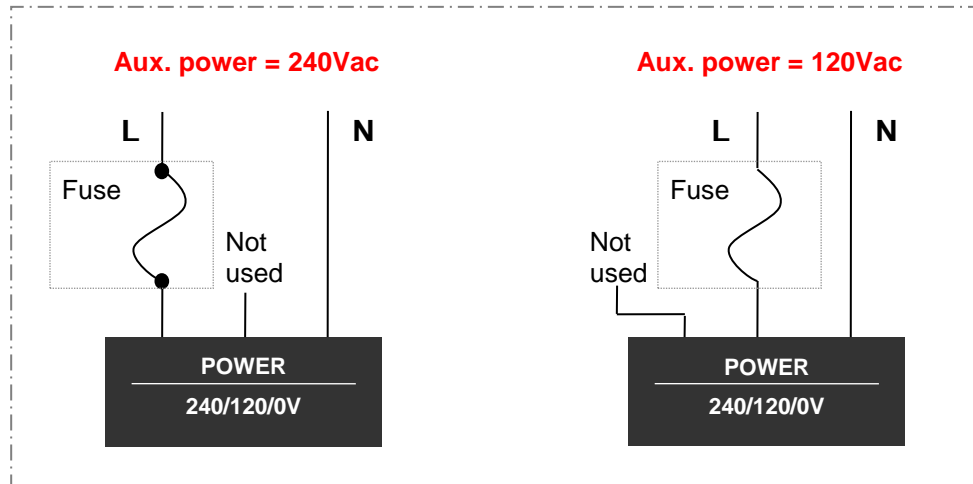 Aux. power = 240Vac
L
N
Fuse
Not
used
POWER
240/120/0V
Aux. power = 120Vac
L
N
Fuse
Not
used
POWER
240/120/0V